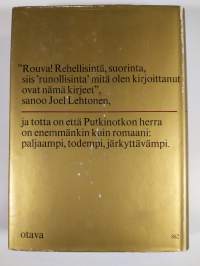 "Rouva! Rehellisintä, suorinta,
siis 'runollisinta' mitä olen kirjoittanut
ovat nämä kirjeet",
sanoo Joel Lehtonen,
ja totta on että Putkinotkon herra
on enemmänkin kuin romaani:
paljaampi, todempi, järkyttävämpi.
otava
862